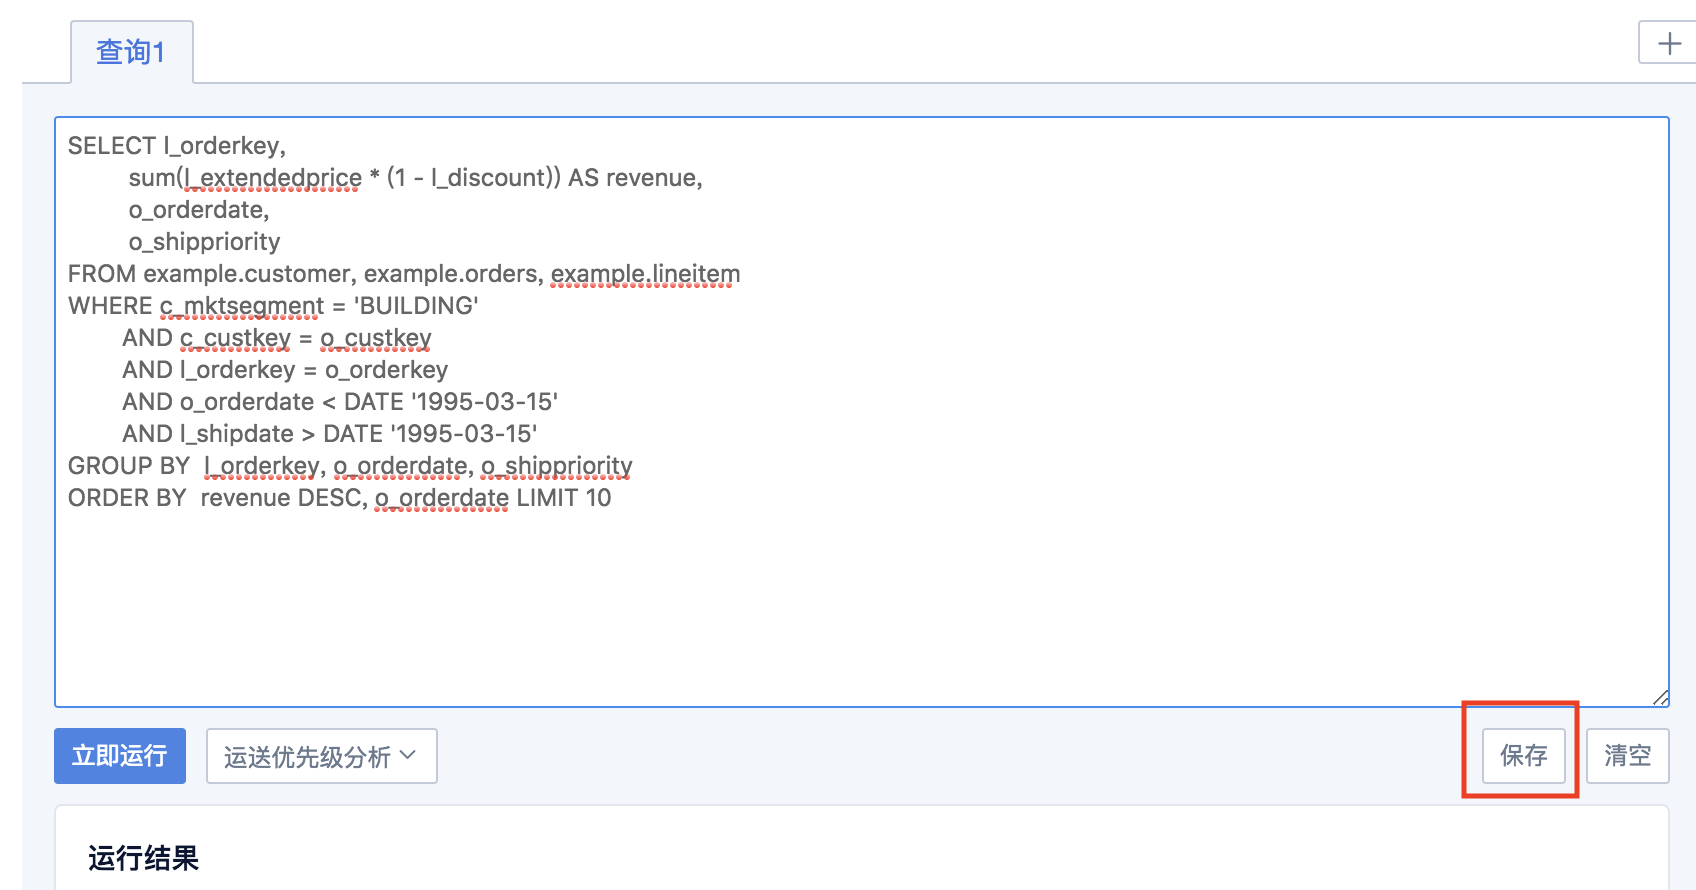 查询1
SELECT l_orderkey,
sum(l_extendedprice * (1 - l_discount)) AS revenue,
o_orderdate,
o_shippriority
FROM example.customer, example.orders, example.lineitem
WHERE c_mktsegment = 'BUILDING'
AND c_custkey = o_custkey
AND l_orderkey = o_orderkey
AND o_orderdate < DATE '1995-03-15'
AND l_shipdate > DATE '1995-03-15'
GROUP BY  l_orderkey, o_orderdate, o_shippriority
ORDER BY  revenue DESC, o_orderdate LIMIT 10
立即运行 运送优先级分析 保存 清空
运行结果